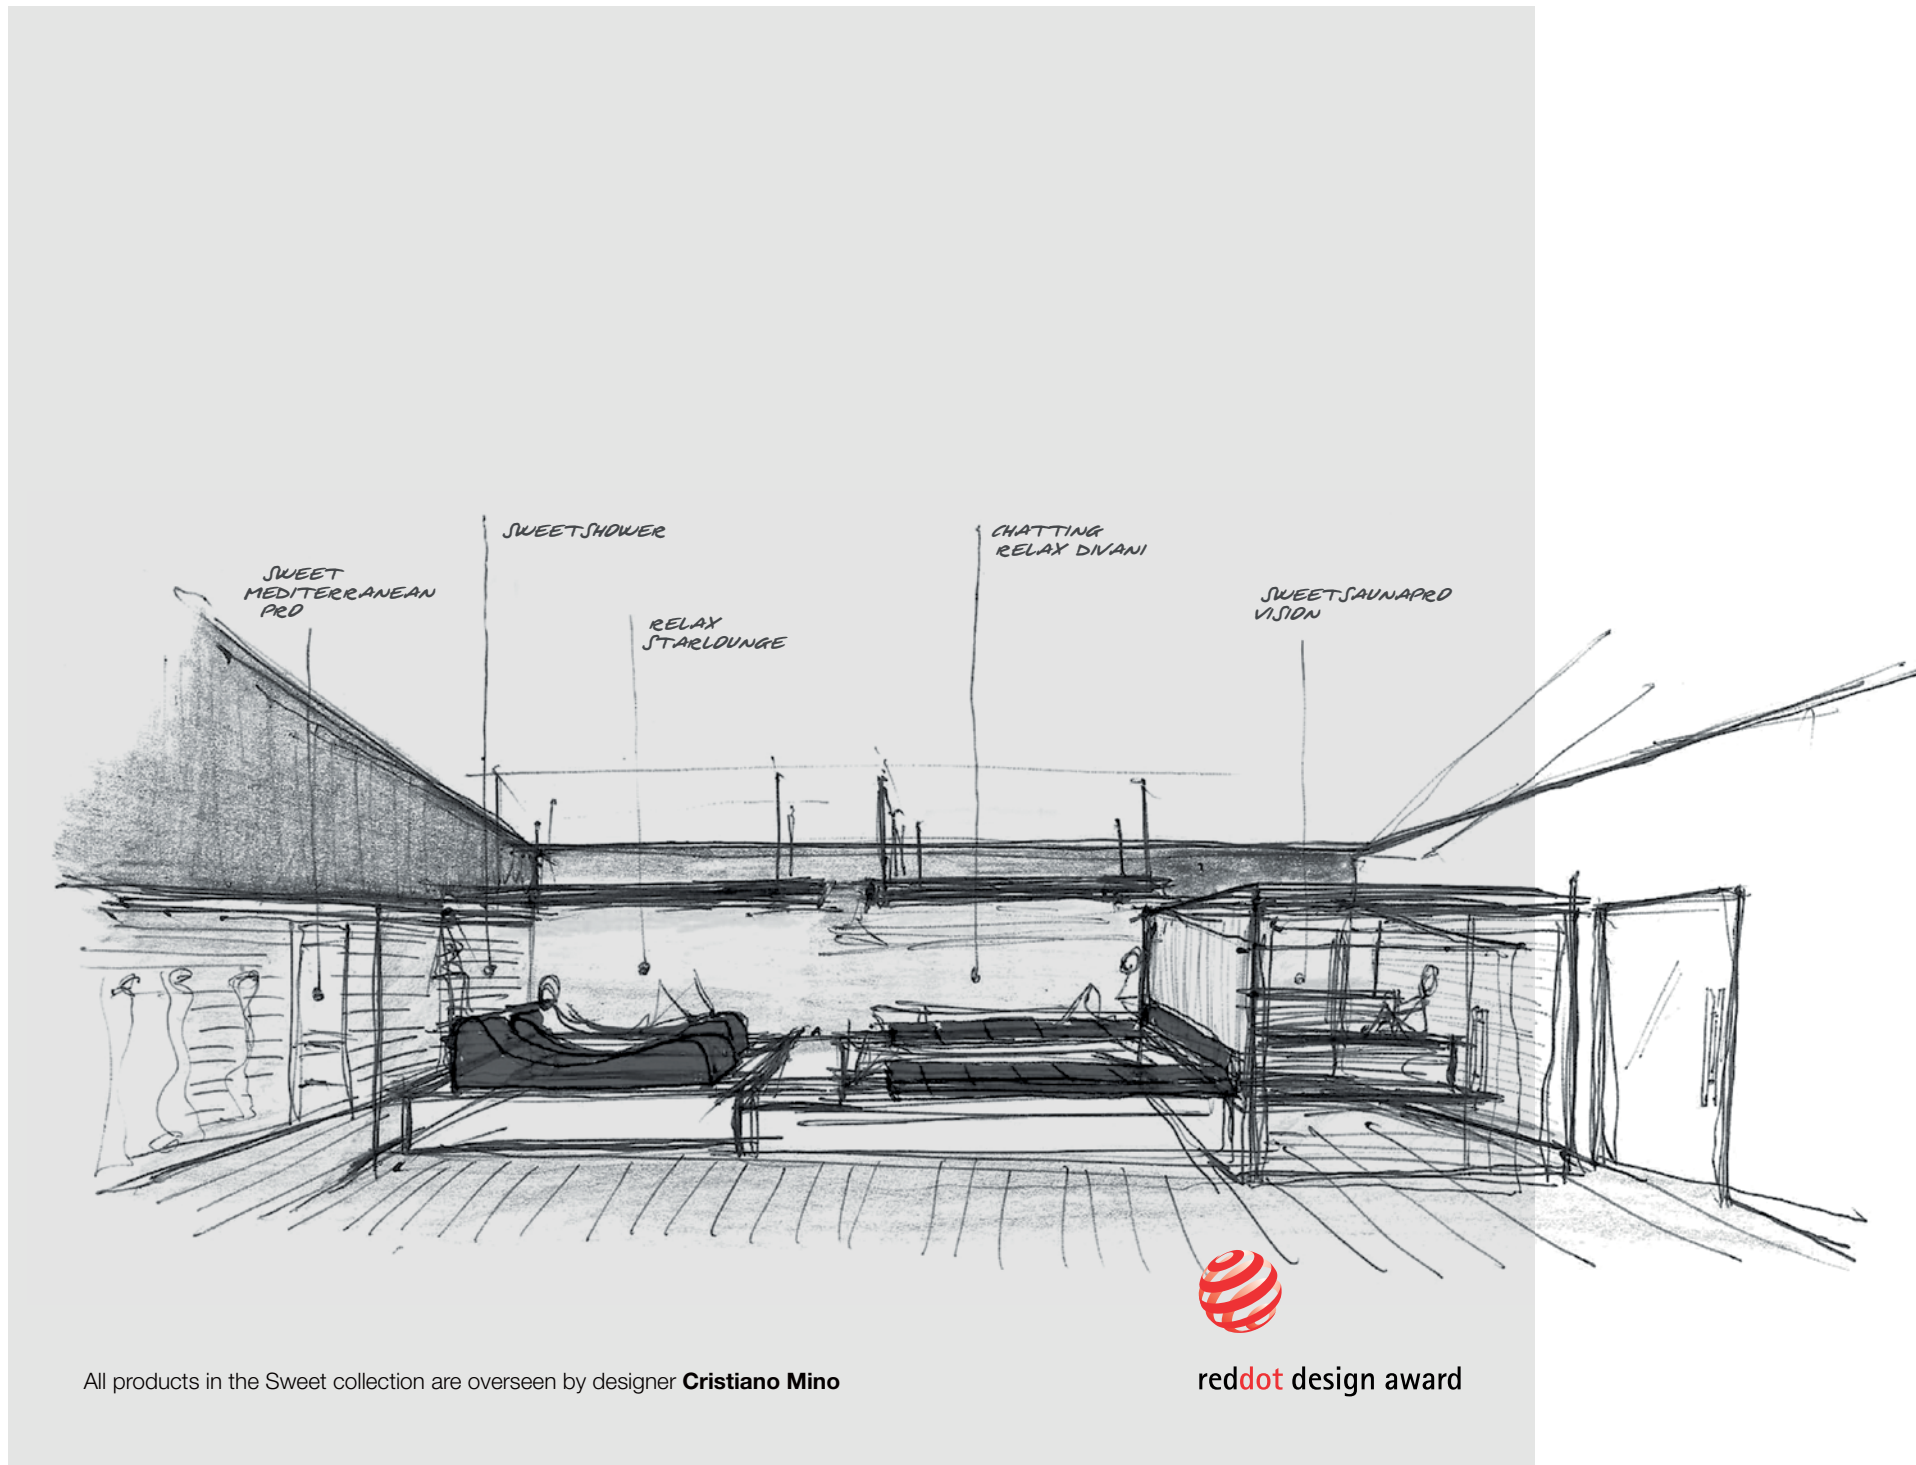 SWEETSHOWER
CHATTING
RELAX DIVANI
SWEET
MEDITERRANEAN
PRO
SWEETSAUNAPRO
VISION
RELAX
STARLOUNGE
All products in the Sweet collection are overseen by designer Cristiano Mino
reddot design award